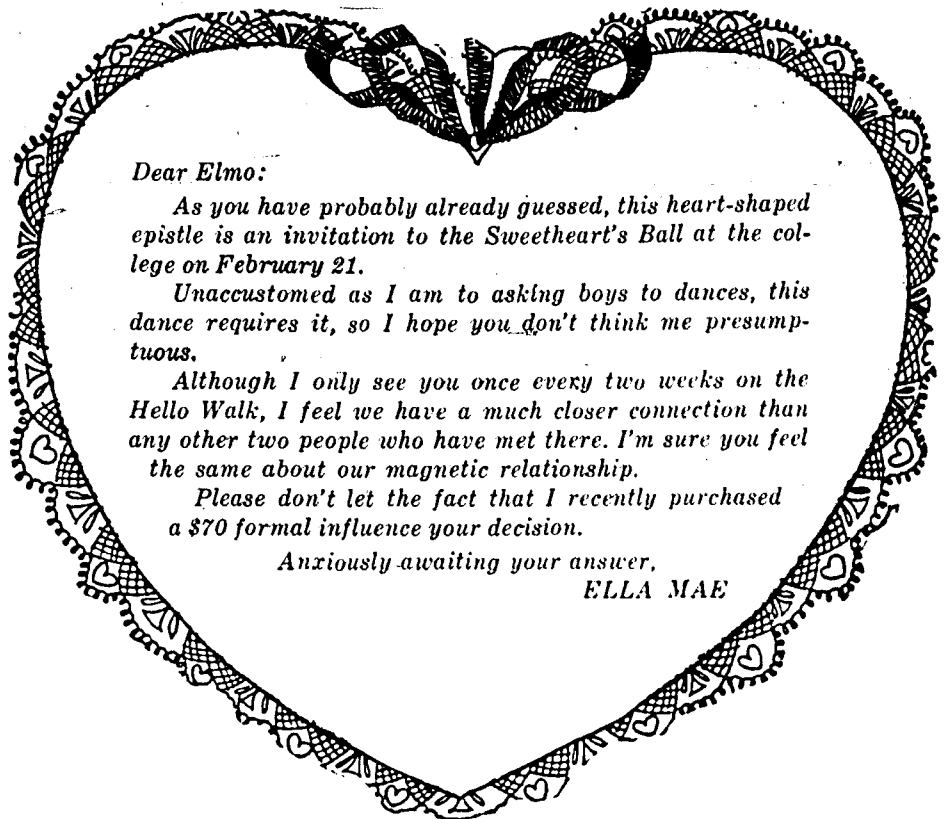 Dear Elmo:
As you have probably already guessed, this heart-shaped
epistle is an invitation to the Sweetheart's Ball at the col-
lege on February 21.
Unaccustomed as I am to asking boys to dances, this
dance requires it, so I hope you don't think me presump-
tuous.
Although I only see you once every two weeks on the
Hello Walk, I feel we have a much closer connection than
any other two people who have met there. I'm sure you feel
the same about our magnetic relationship.
Please don't let the fact that I recently purchased
a $70 formal influence your decision.
Anxiously awaiting your answer,
ELLA MAE